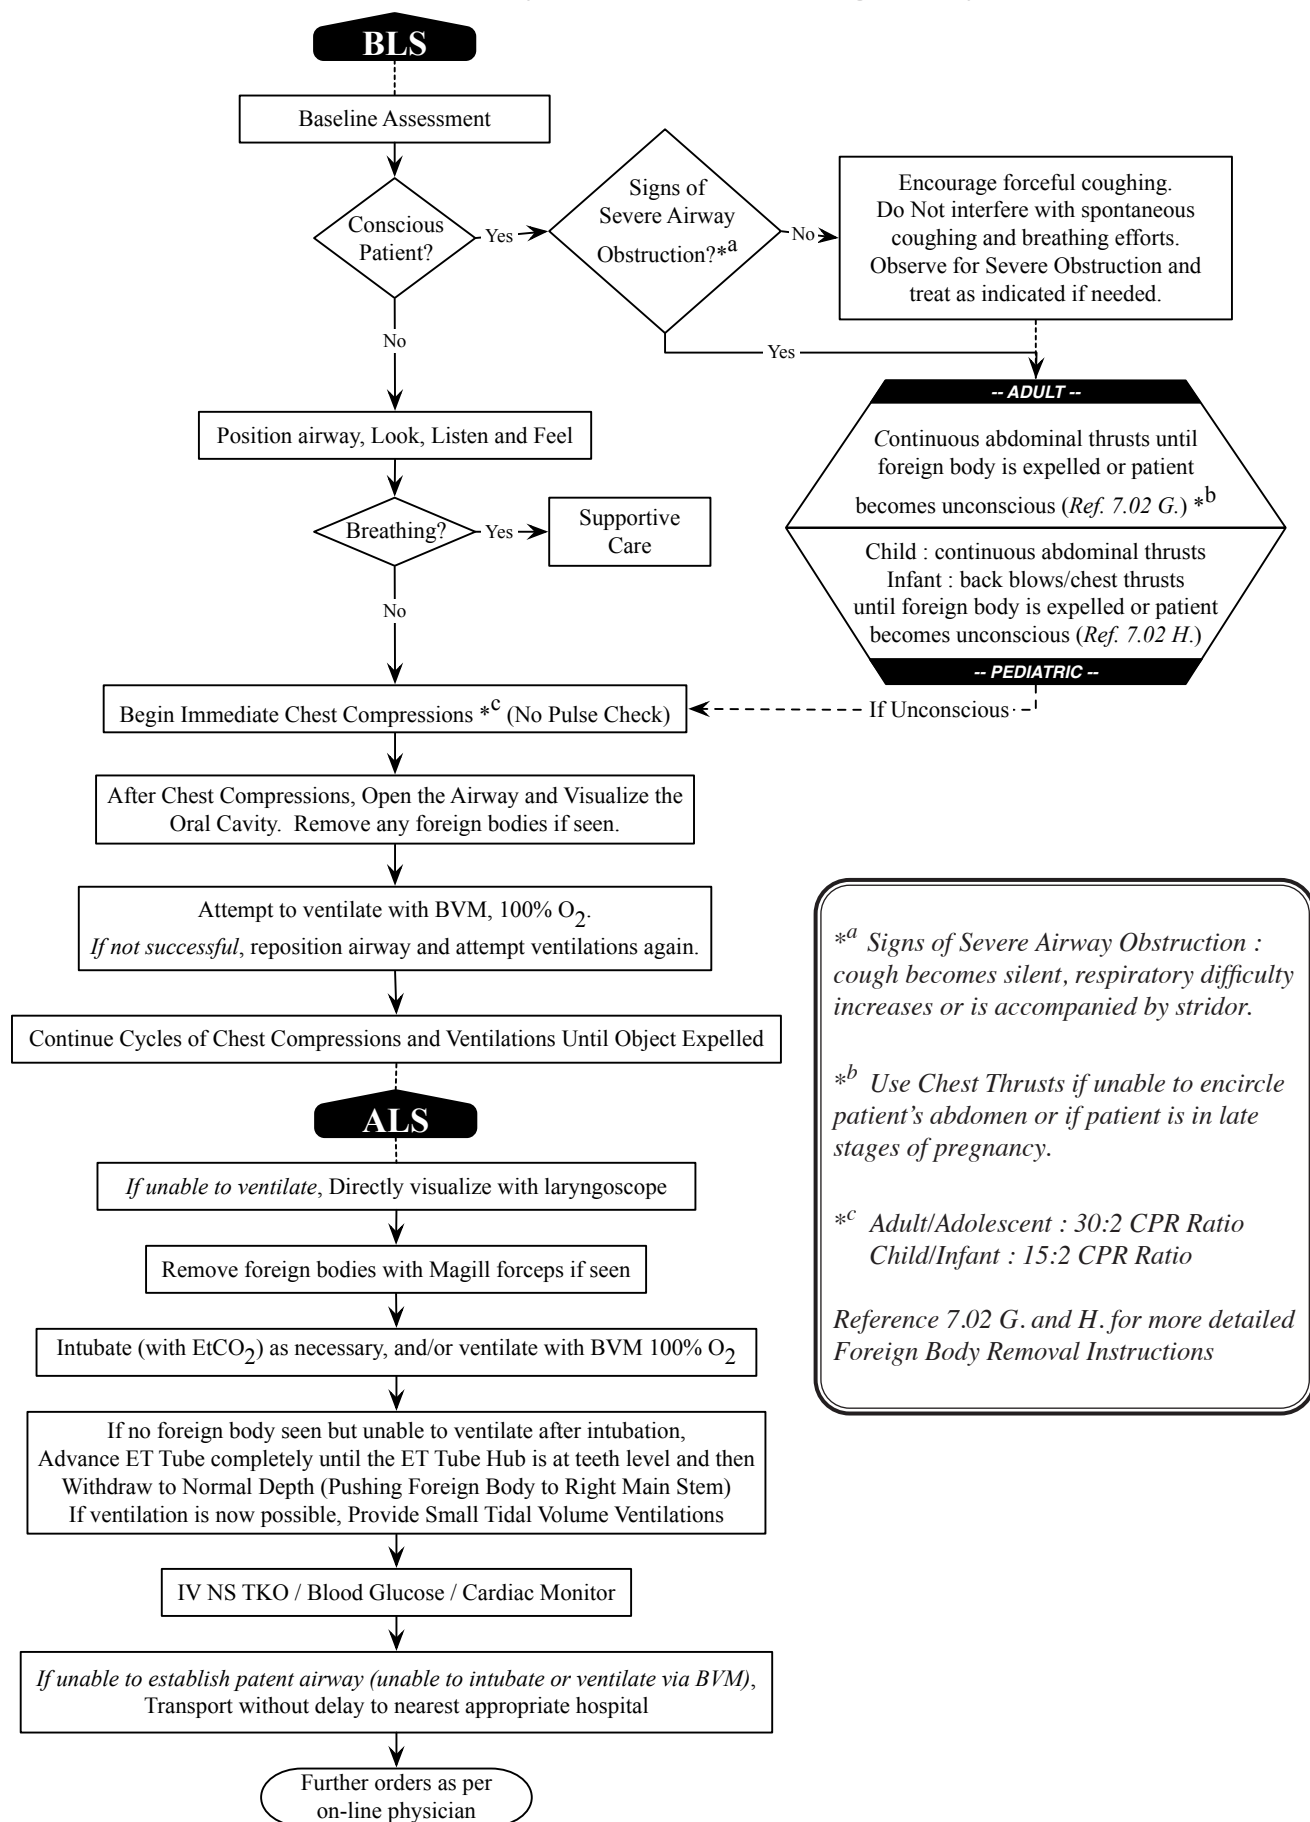 BLS
Baseline Assessment
Conscious
Patient?
Yes
Signs of
Severe Airway
Obstruction?*a
No
Encourage forceful coughing.
Do Not interfere with spontaneous
coughing and breathing efforts.
Observe for Severe Obstruction and
treat as indicated if needed.
No
Yes
-- ADULT --
Continuous abdominal thrusts until
foreign body is expelled or patient
becomes unconscious (Ref. 7.02 G.) *b
Child : continuous abdominal thrusts
Infant : back blows/chest thrusts
until foreign body is expelled or patient
becomes unconscious (Ref. 7.02 H.)
-- PEDIATRIC --
If Unconscious
Position airway, Look, Listen and Feel
Breathing?
Yes
Supportive
Care
No
Begin Immediate Chest Compressions *c (No Pulse Check)
After Chest Compressions, Open the Airway and Visualize the
Oral Cavity.  Remove any foreign bodies if seen.
Attempt to ventilate with BVM, 100% O2.
If not successful, reposition airway and attempt ventilations again.
Continue Cycles of Chest Compressions and Ventilations Until Object Expelled
ALS
If unable to ventilate, Directly visualize with laryngoscope
Remove foreign bodies with Magill forceps if seen
Intubate (with EtCO2) as necessary, and/or ventilate with BVM 100% O2
If no foreign body seen but unable to ventilate after intubation,
Advance ET Tube completely until the ET Tube Hub is at teeth level and then
Withdraw to Normal Depth (Pushing Foreign Body to Right Main Stem)
If ventilation is now possible, Provide Small Tidal Volume Ventilations
IV NS TKO / Blood Glucose / Cardiac Monitor
If unable to establish patent airway (unable to intubate or ventilate via BVM),
Transport without delay to nearest appropriate hospital
Further orders as per
on-line physician
*a Signs of Severe Airway Obstruction :
cough becomes silent, respiratory difficulty
increases or is accompanied by stridor.
*b Use Chest Thrusts if unable to encircle
patient's abdomen or if patient is in late
stages of pregnancy.
*c Adult/Adolescent : 30:2 CPR Ratio
Child/Infant : 15:2 CPR Ratio
Reference 7.02 G. and H. for more detailed
Foreign Body Removal Instructions